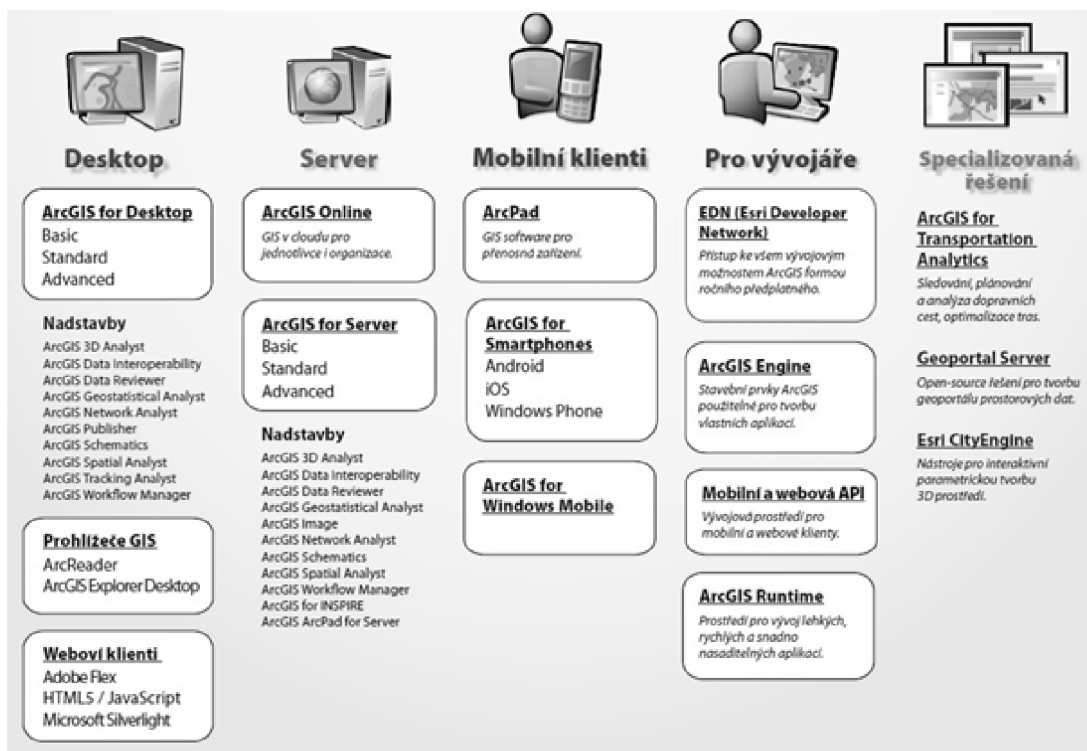 Desktop
ArcGIS for Desktop
Basic
Standard
Advanced
Nadstavby
ArcGIS 3D Analyst
ArcGIS Data Interoperability
ArcGIS Data Reviewer
ArcGIS Geostatistical Analyst
ArcGIS Network Analyst
ArcGIS Publisher
ArcGIS Schematics
ArcGIS Spatial Analyst
ArcGIS Tracking Analyst
ArcGIS Workflow Manager
Prohlížeče GIS
ArcReader
ArcGIS Explorer Desktop
Weboví klienti
Adobe Flex
HTML5 / JavaScript
Microsoft Silverlight
Server
ArcGIS Online
GIS v cloudu pro
jednotlivce i organizace.
ArcGIS for Server
Basic
Standard
Advanced
Nadstavby
ArcGIS 3D Analyst
ArcGIS Data Interoperability
ArcGIS Data Reviewer
ArcGIS Geostatistical Analyst
ArcGIS Image
ArcGIS Network Analyst
ArcGIS Schematics
ArcGIS Spatial Analyst
ArcGIS Workflow Manager
ArcGIS for INSPIRE
ArcGIS ArcPad for Server
Mobilní klienti
ArcPad
GIS software pro
přenosná zařízení.
ArcGIS for
Smartphones
Android
iOS
Windows Phone
ArcGIS for
Windows Mobile
Pro vývojáře
EDN (Esri Developer
Network)
Přístup ke všem vývojovým
možnostem ArcGIS formou
ročního předplatného.
ArcGIS Engine
Stavební prvky ArcGIS
použitelné pro tvorbu
vlastních aplikací.
Mobilní a webová API
Vývojová prostředí pro
mobilní a webové klienty.
ArcGIS Runtime
Prostředí pro vývoj lehkých,
rychlých a snadno
nasaditelných aplikací.
Specializovaná
řešení
ArcGIS for
Transportation
Analytics
Sledování, plánování
a analýza dopravních
cest, optimalizace tras.
Geoportal Server
Open-source řešení pro tvorbu
geoportálu prostorových dat.
Esri CityEngine
Nástroje pro interaktivní
parametrickou tvorbu
3D prostředí.